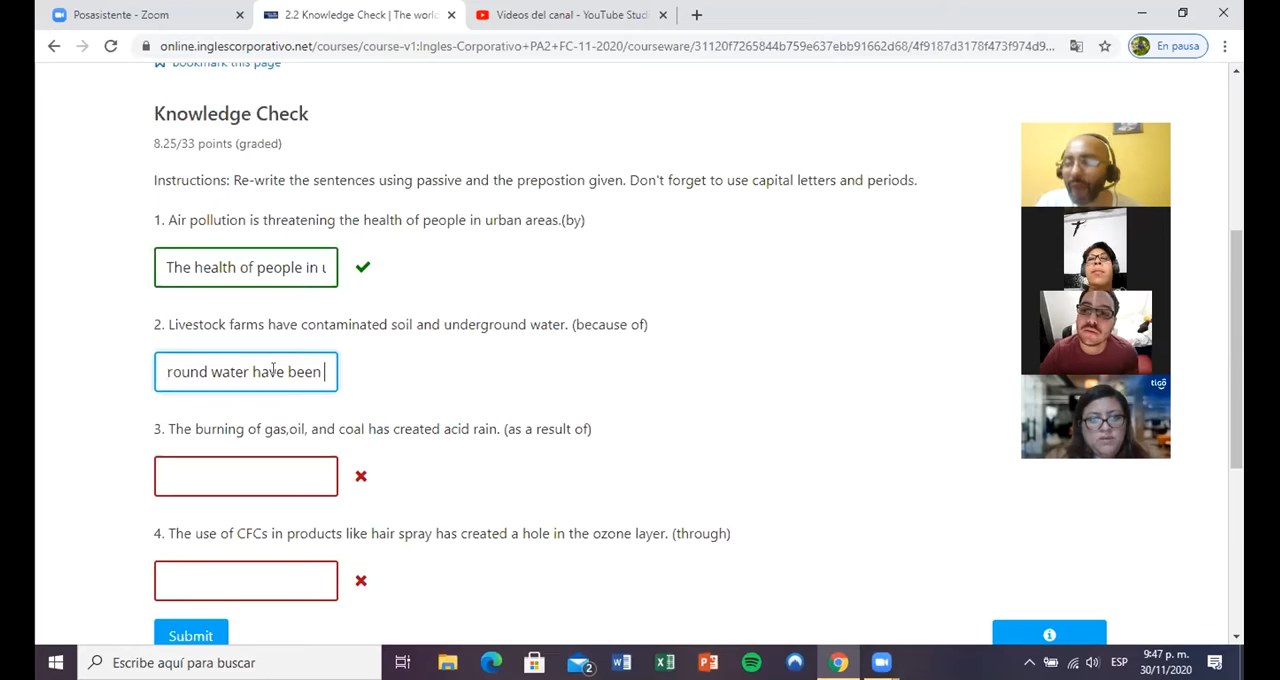 Posasistente - Zoom
2.2 Knowledge Check | The world
Videos del canal - YouTube Stud
online.inglescorporativo.net/courses/course-v1:Ingles-Corporativo+PA2+FC-11-2020/courseware/31120f7265844b759e637ebb91662d68/4f9187d3178f473f974d9...
En pausa
bookmark this page
Knowledge Check
8.25/33 points (graded)
Instructions: Re-write the sentences using passive and the prepostion given. Don't forget to use capital letters and periods.
1. Air pollution is threatening the health of people in urban areas.(by)
The health of people in u
2. Livestock farms have contaminated soil and underground water. (because of)
round water have been
3. The burning of gas,oil, and coal has created acid rain. (as a result of)
4. The use of CFCs in products like hair spray has created a hole in the ozone layer. (through)
Submit
tigo
Escribe aquí para buscar
2
ESP
9:47 p. m.
30/11/2020